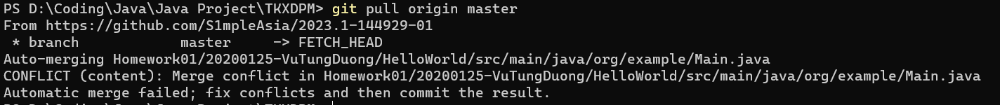 PS D:\Coding\Java\Java Project\TKXDPM> git pull origin master
From https://github.com/S1mpleAsia/2023.1-144929-01
 * branch            master     -> FETCH_HEAD
Auto-merging Homework01/20200125-VuTungDuong/HelloWorld/src/main/java/org/example/Main.java
CONFLICT (content): Merge conflict in Homework01/20200125-VuTungDuong/HelloWorld/src/main/java/org/example/Main.java
Automatic merge failed; fix conflicts and then commit the result.